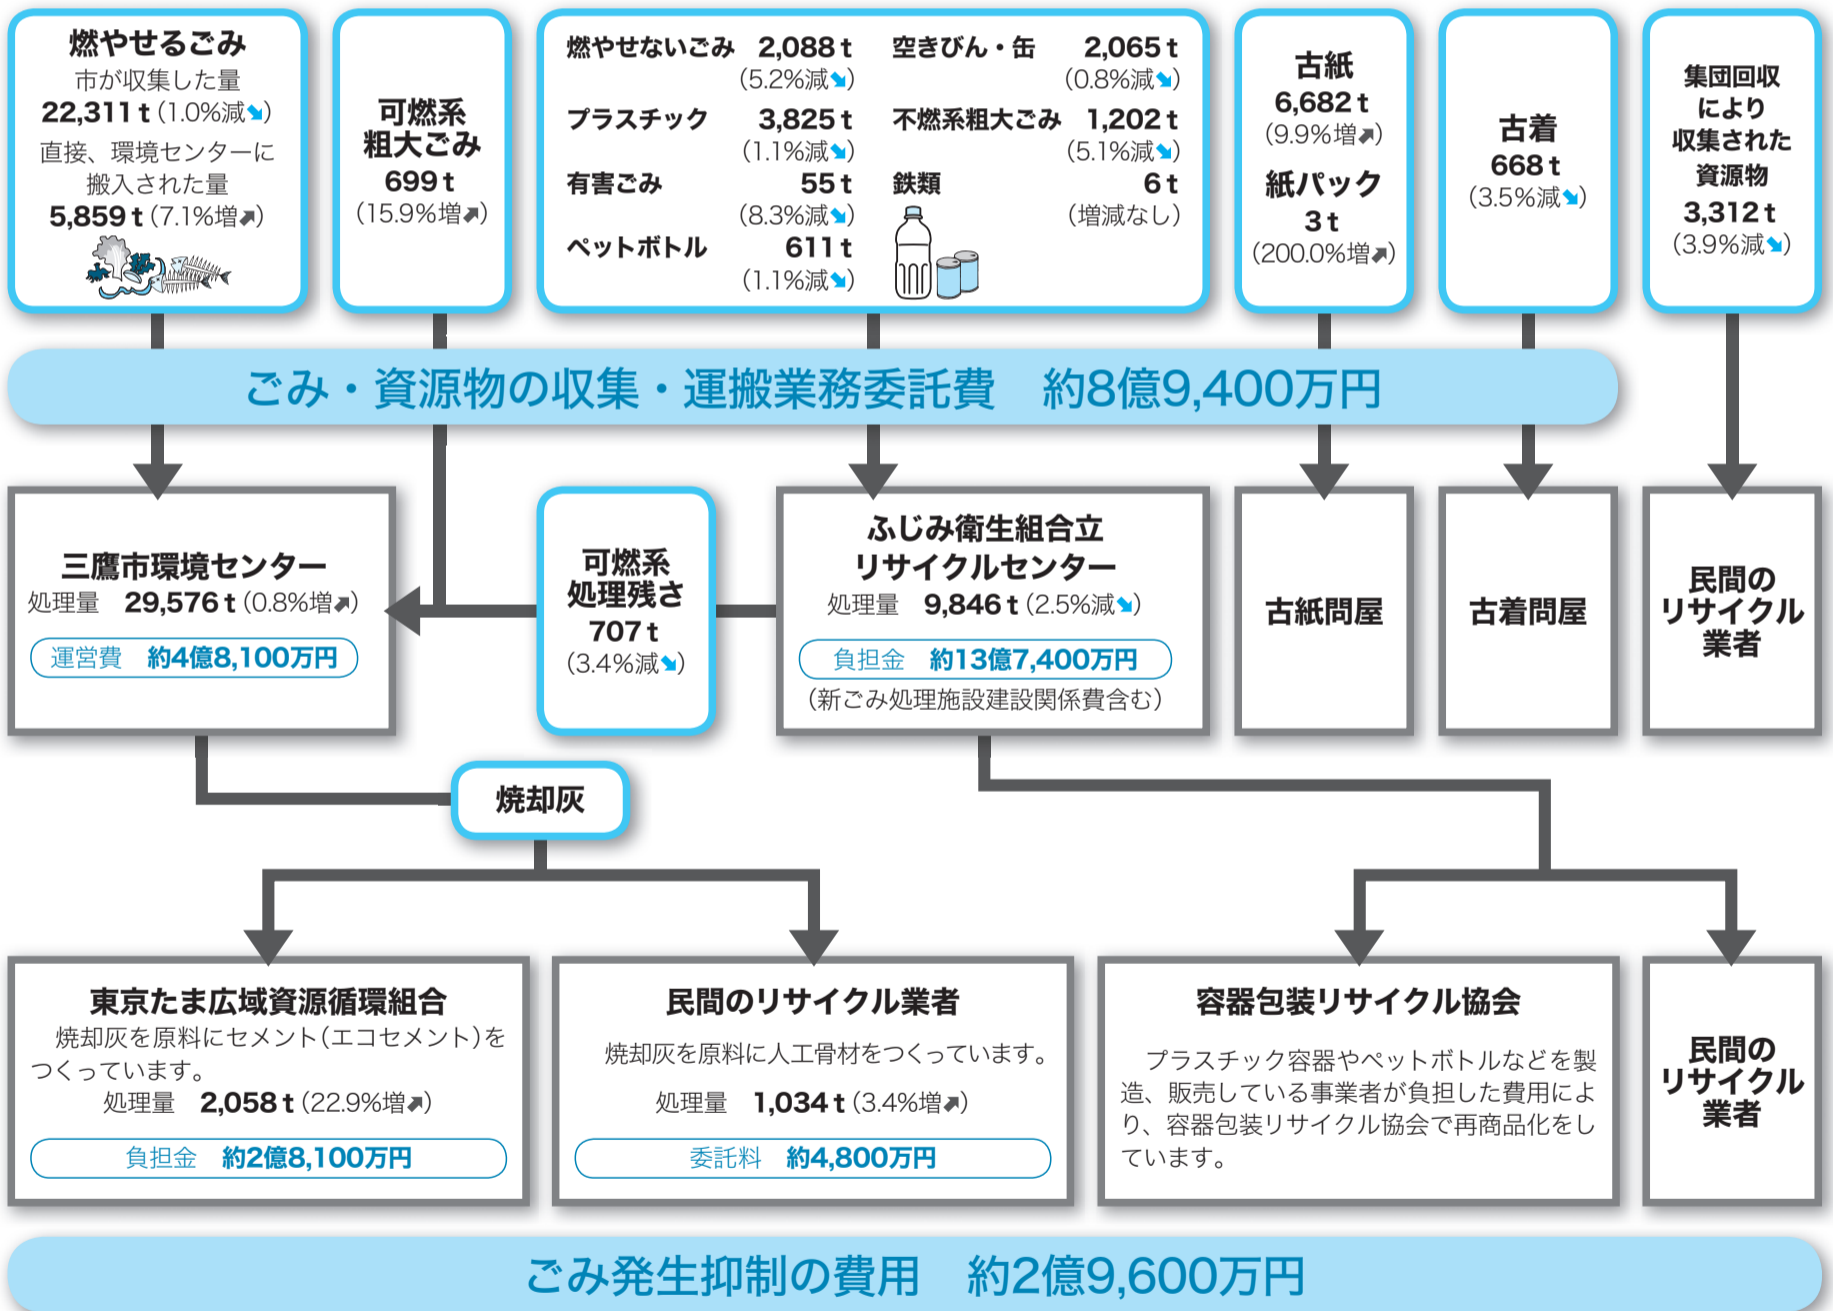 燃やせるごみ
市が収集した量
22,311 t (1.0%減➘)
直接、環境センターに
搬入された量
5,859 t (7.1%増➚)
可燃系
粗大ごみ
699 t
(15.9%増➚)
燃やせないごみ 2,088 t
(5.2%減➘)
プラスチック 3,825 t
(1.1%減➘)
有害ごみ 55 t
(8.3%減➘)
ペットボトル 611 t
(1.1%減➘)
空きびん・缶 2,065 t
(0.8%減➘)
不燃系粗大ごみ 1,202 t
(5.1%減➘)
鉄類 6 t
(増減なし)
古紙
6,682 t
(9.9%増➚)
紙パック
3 t
(200.0%増➚)
古着
668 t
(3.5%減➘)
集団回収
により
収集された
資源物
3,312 t
(3.9%減➘)
ごみ・資源物の収集・運搬業務委託費 約8億9,400万円
三鷹市環境センター
処理量 29,576 t (0.8%増➚)
運営費 約4億8,100万円
可燃系
処理残さ
707 t
(3.4%減➘)
ふじみ衛生組合立
リサイクルセンター
処理量 9,846 t (2.5%減➘)
負担金 約13億7,400万円
(新ごみ処理施設建設関係費含む)
古紙問屋
古着問屋
民間の
リサイクル
業者
焼却灰
東京たま広域資源循環組合
焼却灰を原料にセメント(エコセメント)を
つくっています。
処理量 2,058 t (22.9%増➚)
負担金 約2億8,100万円
民間のリサイクル業者
焼却灰を原料に人工骨材をつくっています。
処理量 1,034 t (3.4%増➚)
委託料 約4,800万円
容器包装リサイクル協会
プラスチック容器やペットボトルなどを製
造、販売している事業者が負担した費用によ
り、容器包装リサイクル協会で再商品化をし
ています。
民間の
リサイクル
業者
ごみ発生抑制の費用 約2億9,600万円